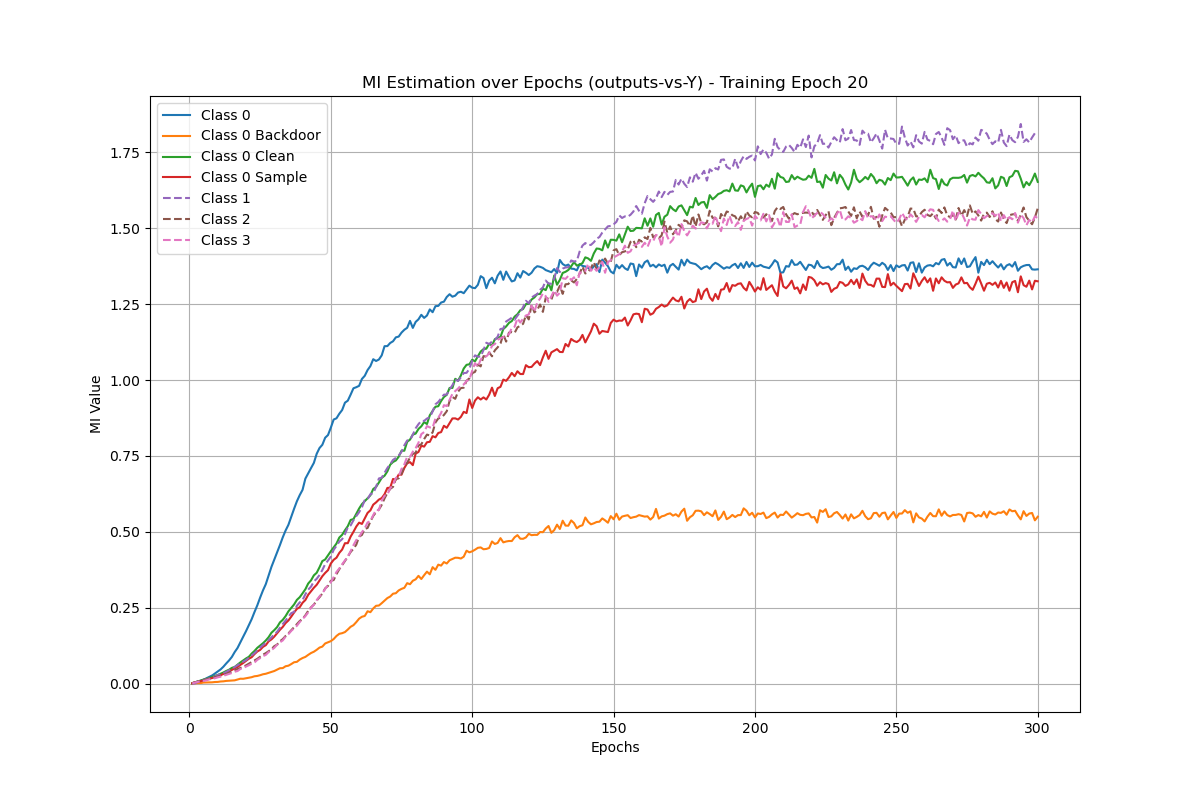 MI Estimation over Epochs (outputs-vs-Y) - Training Epoch 20
Class 0
Class 0 Backdoor
Class 0 Clean
Class 0 Sample
Class 1
Class 2
Class 3
MI Value
1.75
1.50
1.25
1.00
0.75
0.50
0.25
0.00
0 50 100 150 200 250 300
Epochs